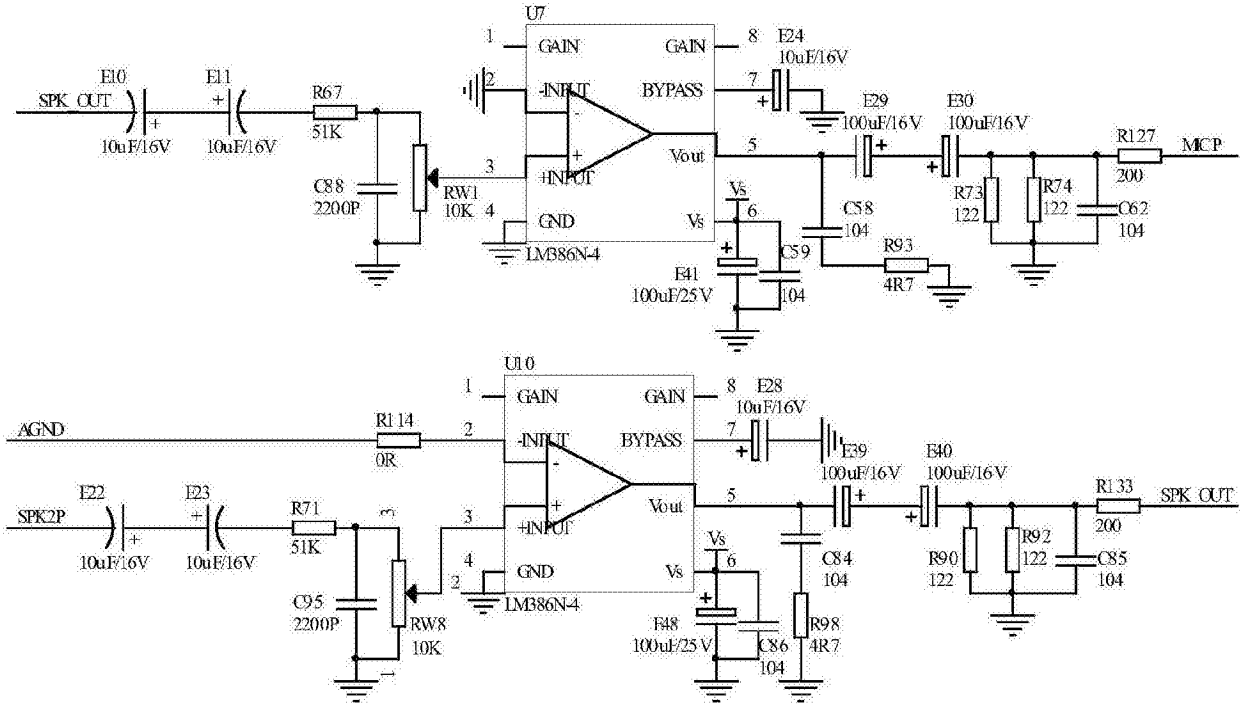 U7
1
GAIN
GAIN
8
E24
10uF/16V
2
-INPUT
BYPASS
7
+
E10
E11
+
SPK_OUT
+
10uF/16V
10uF/16V
R67
51K
-
+
E29
100uF/16V
+
E30
100uF/16V
+
R127
200
MICP
Vout
5
C88
2200P
RW1
10K
3
+INPUT
4
GND
Vs
Vs
6
LM386N-4
+
E41
100uF/25V
C59
104
C58
104
R93
4R7
R73
122
R74
122
C62
104
U10
1
GAIN
GAIN
8
E28
10uF/16V
AGND
R114
0R
2
-INPUT
BYPASS
7
+
-
+
E39
100uF/16V
+
E40
100uF/16V
+
R133
200
SPK_OUT
E22
E23
+
SPK2P
+
10uF/16V
10uF/16V
R71
51K
3
3
+INPUT
Vout
5
4
GND
Vs
Vs
6
2
LM386N-4
C95
2200P
RW8
10K
1
+
E48
100uF/25V
C86
104
C84
104
R98
4R7
R90
122
R92
122
C85
104